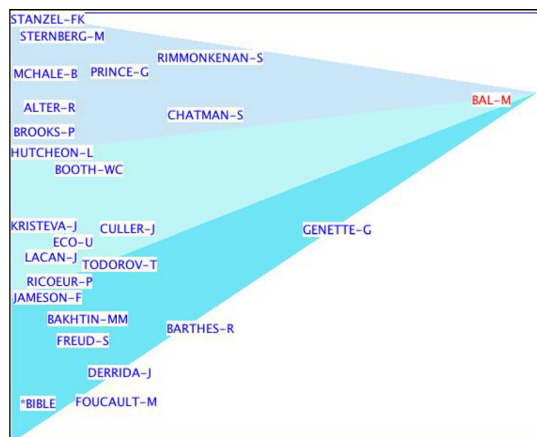 STANZEL-FK
STERNBERG-M
RIMMONKENAN-S
MCHALE-B
PRINCE-G
BAL-M
ALTER-R
CHATMAN-S
BROOKS-P
HUTCHEON-L
BOOTH-WC
KRISTEVA-J
CULLER-J
GENETTE-G
ECO-U
LACAN-J
TODOROV-T
RICOEUR-P
JAMESON-F
BAKHTIN-MM
BARTHES-R
FREUD-S
DERRIDA-J
*BIBLE
FOUCAULT-M